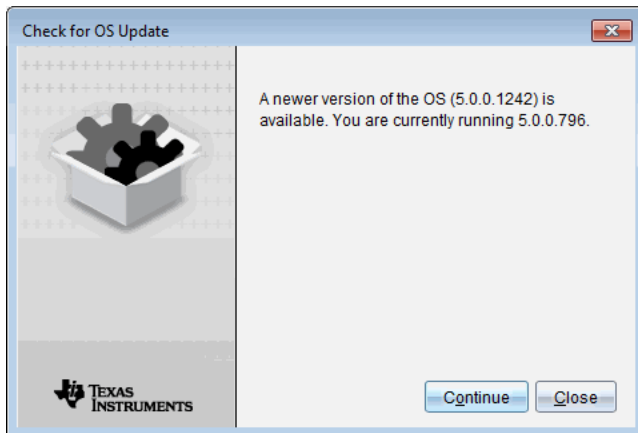 Check for OS Update
A newer version of the OS (5.0.0.1242) is
available. You are currently running 5.0.0.796.
TEXAS
INSTRUMENTS
Continue
Close